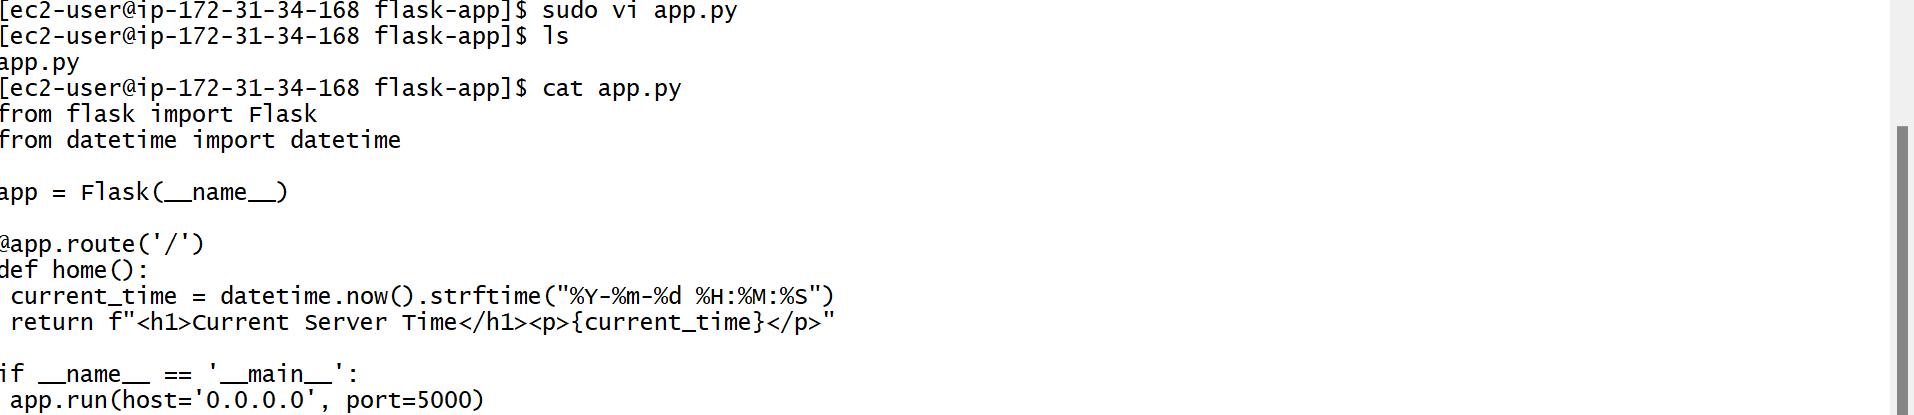 [ec2-user@ip-172-31-34-168 flask-app]$ sudo vi app.py
[ec2-user@ip-172-31-34-168 flask-app]$ ls
app.py
[ec2-user@ip-172-31-34-168 flask-app]$ cat app.py
from flask import Flask
from datetime import datetime

app = Flask(__name__)

@app.route('/')
def home():
 current_time = datetime.now().strftime("%Y-%m-%d %H:%M:%S")
 return f"<h1>Current Server Time</h1><p>{current_time}</p>"

if __name__ == '__main__':
 app.run(host='0.0.0.0', port=5000)